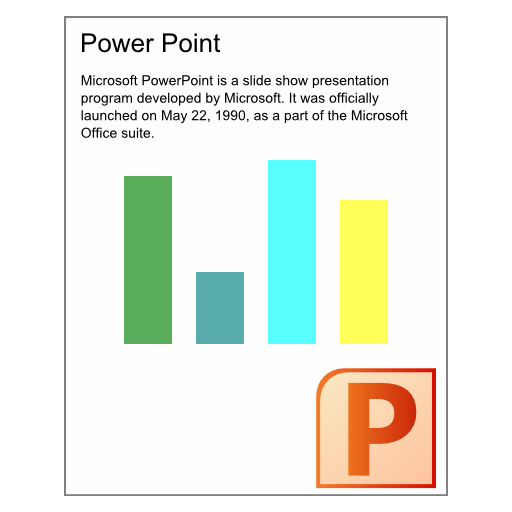 Power Point
Microsoft PowerPoint is a slide show presentation
program developed by Microsoft. It was officially
launched on May 22, 1990, as a part of the Microsoft
Office suite.
P